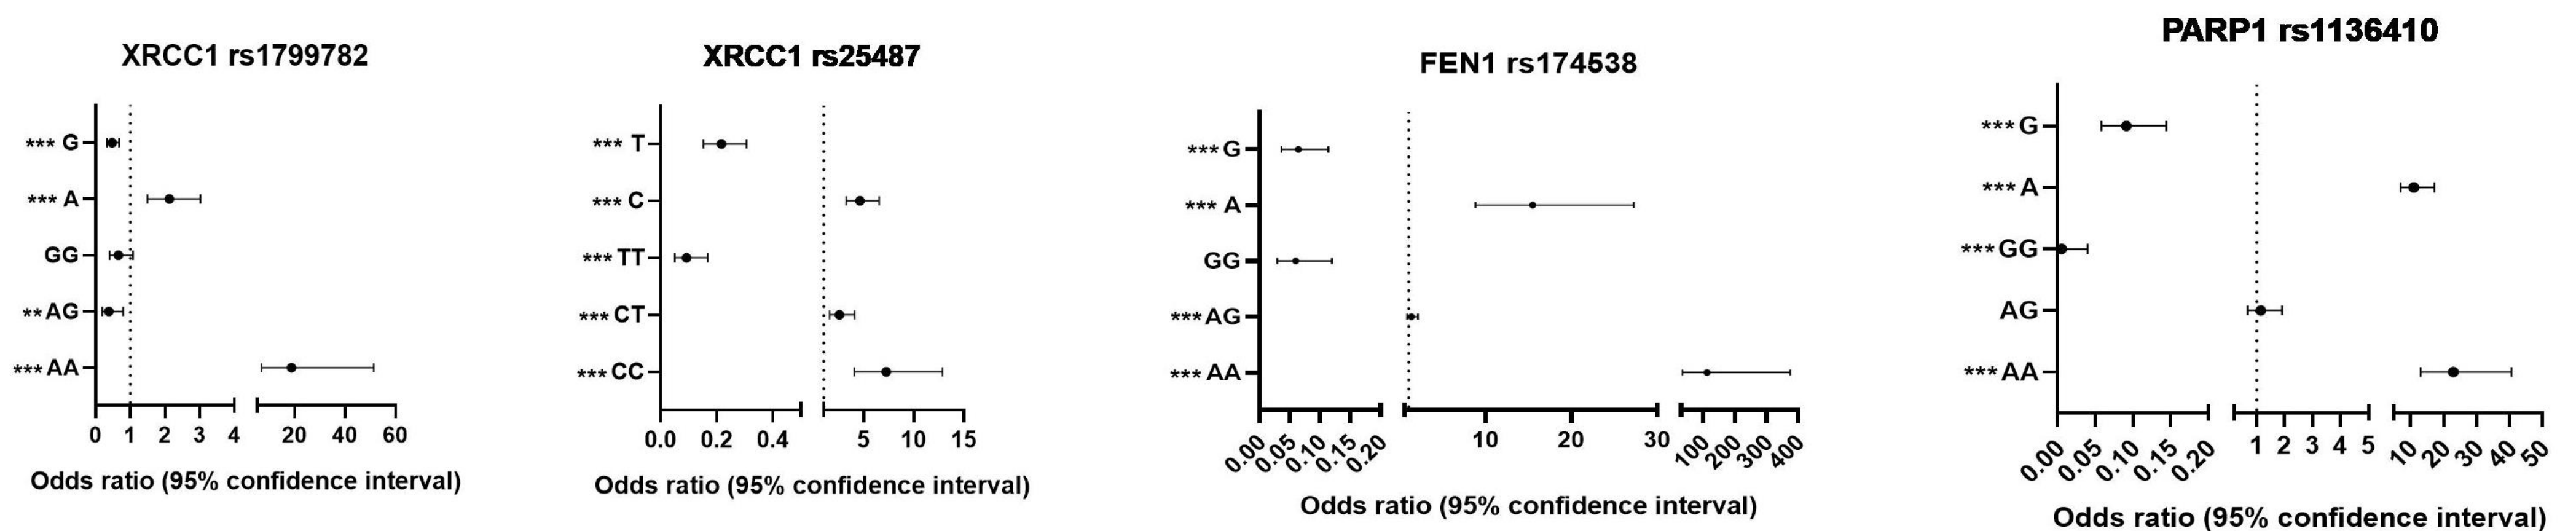 XRCC1 rs1799782
*** G
*** A
GG
**AG
***AA
0 1 2 3 4 20 40 60
Odds ratio (95% confidence interval)
XRCC1 rs25487
*** T
*** C
*** TT
*** CT
***CC
0.0 0.2 0.4 5 10 15
Odds ratio (95% confidence interval)
FEN1 rs174538
***G
*** A
GG
***AG
*** AA
0.00 0.05 0.10 0.15 0.20 10 20 30 100 200 300 400
Odds ratio (95% confidence interval)
PARP1 rs1136410
***G
***A
***GG
AG
***AA
0.00 0.05 0.10 0.15 0.20 1 2 3 4 5 10 20 30 40 50
Odds ratio (95% confidence interval)